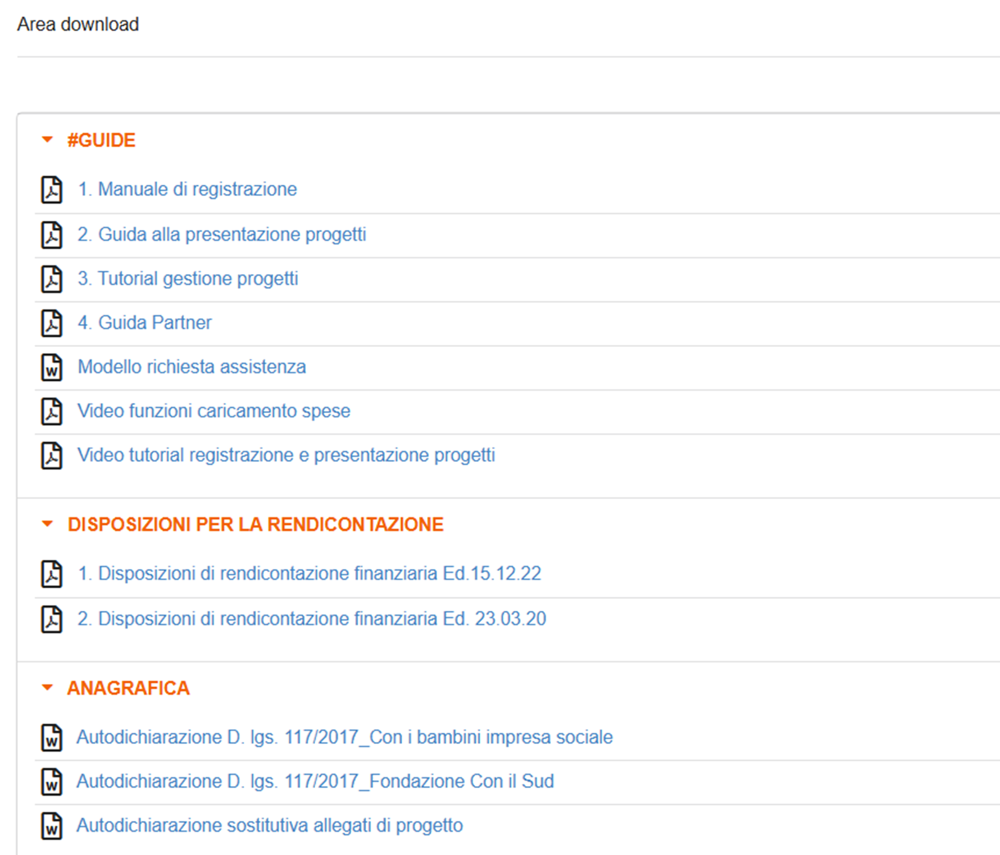 Area download
#GUIDE
1. Manuale di registrazione
2. Guida alla presentazione progetti
3. Tutorial gestione progetti
4. Guida Partner
Modello richiesta assistenza
Video funzioni caricamento spese
Video tutorial registrazione e presentazione progetti
DISPOSIZIONI PER LA RENDICONTAZIONE
1. Disposizioni di rendicontazione finanziaria Ed.15.12.22
2. Disposizioni di rendicontazione finanziaria Ed. 23.03.20
ANAGRAFICA
Autodichiarazione D. lgs. 117/2017_Con i bambini impresa sociale
Autodichiarazione D. lgs. 117/2017_Fondazione Con il Sud
Autodichiarazione sostitutiva allegati di progetto